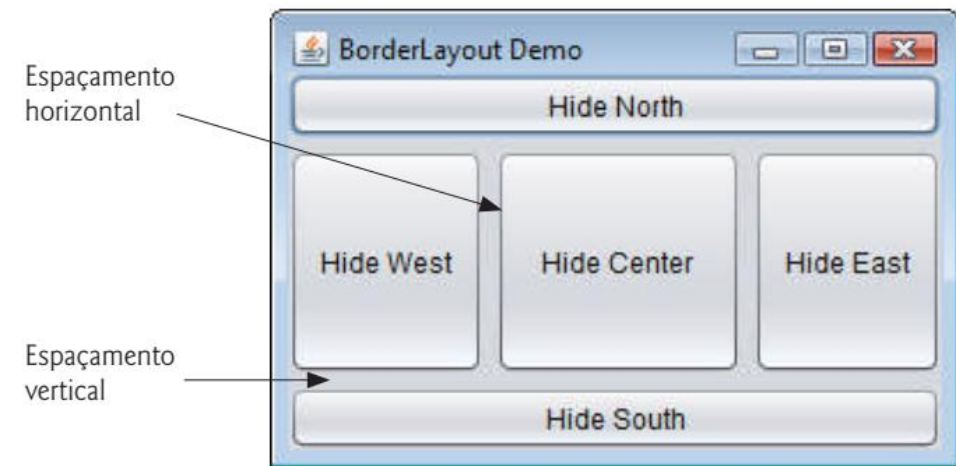 BorderLayout Demo
Espaçamento
horizontal
Hide North
Hide West
Hide Center
Hide East
Espaçamento
vertical
Hide South